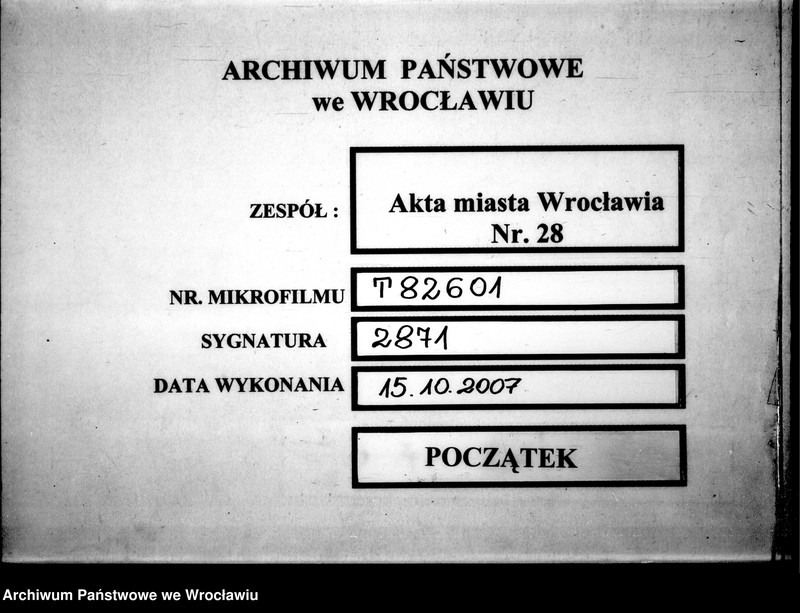 ARCHIWUM PAŃSTWOWE
we WROCŁAWIU
ZESPÓŁ :
Akta miasta Wrocławia
Nr. 28
NR. MIKROFILMU T82601
SYGNATURA 2871
DATA WYKONANIA 15.10.2007
POCZĄTEK
Archiwum Państwowe we Wrocławiu